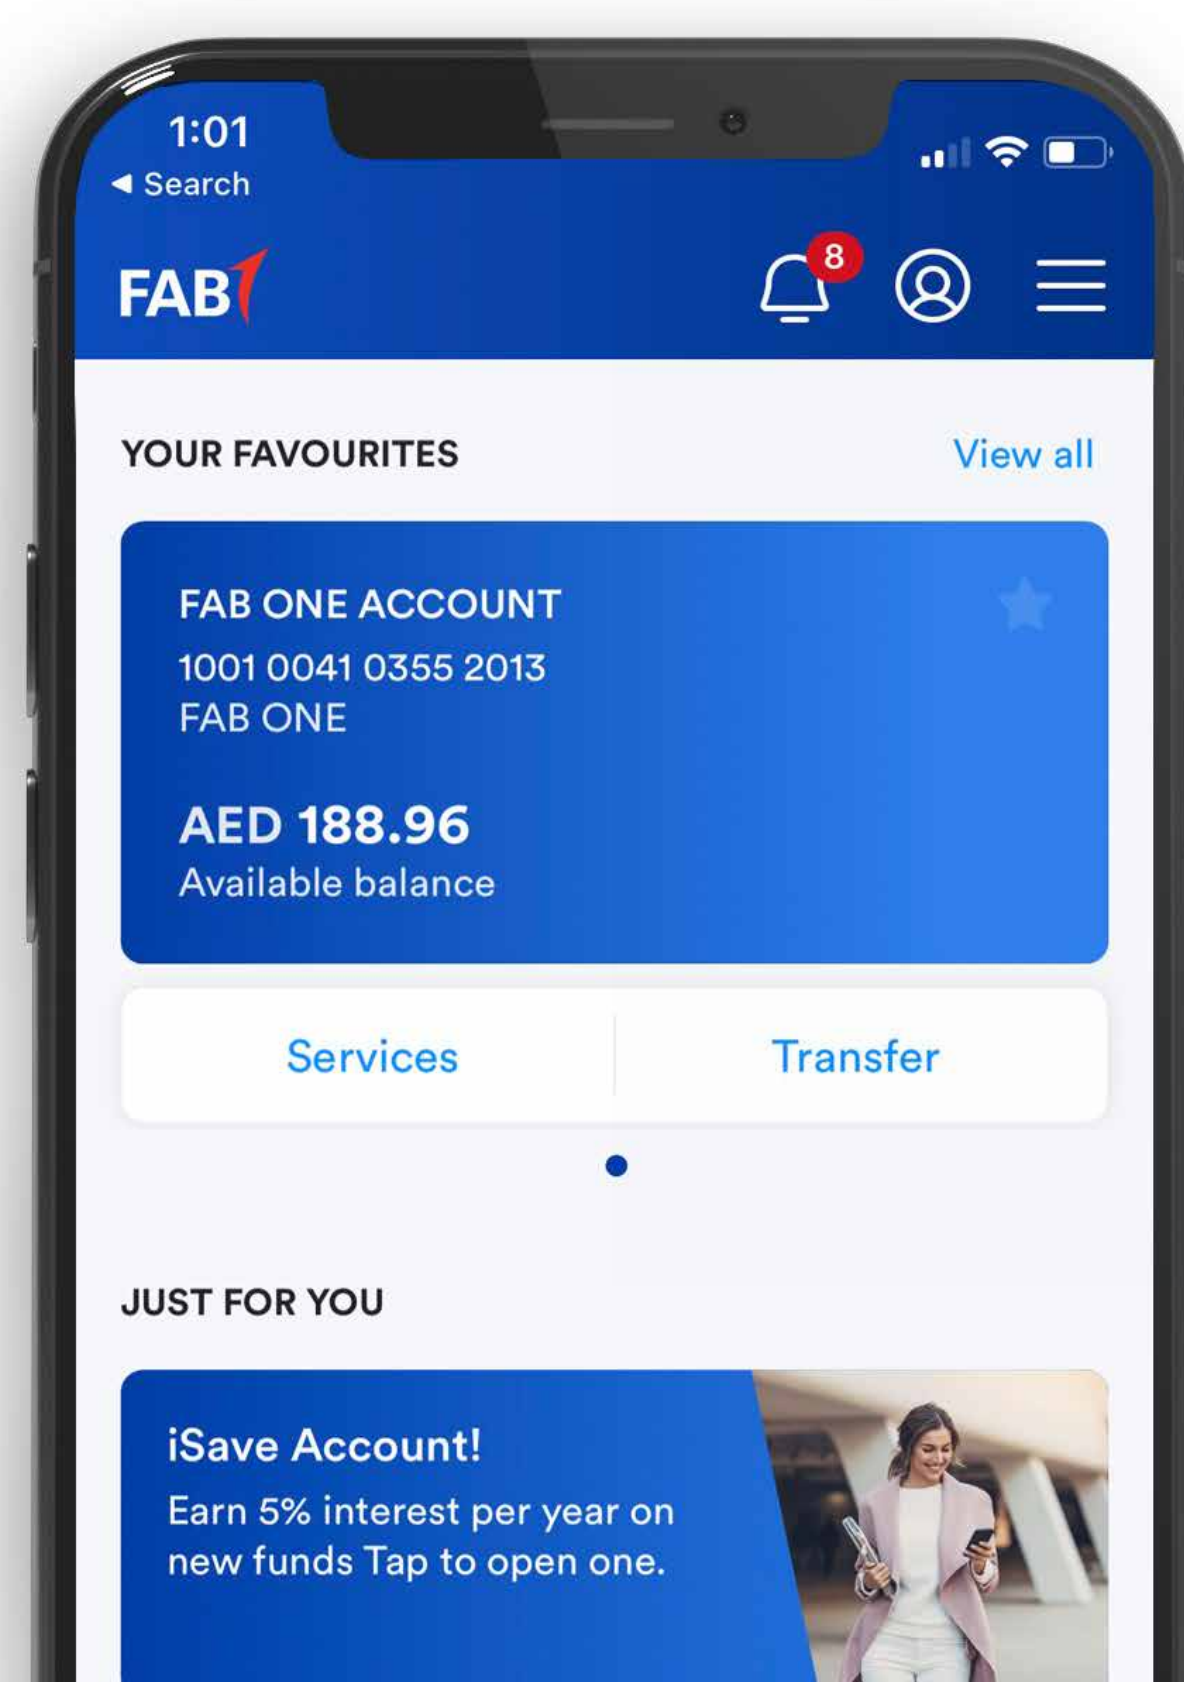 1:01
◀ Search
FAB
8
YOUR FAVOURITES
View all
FAB ONE ACCOUNT
1001 0041 0355 2013
FAB ONE
AED 188.96
Available balance
Services
Transfer
JUST FOR YOU
iSave Account!
Earn 5% interest per year on
new funds Tap to open one.